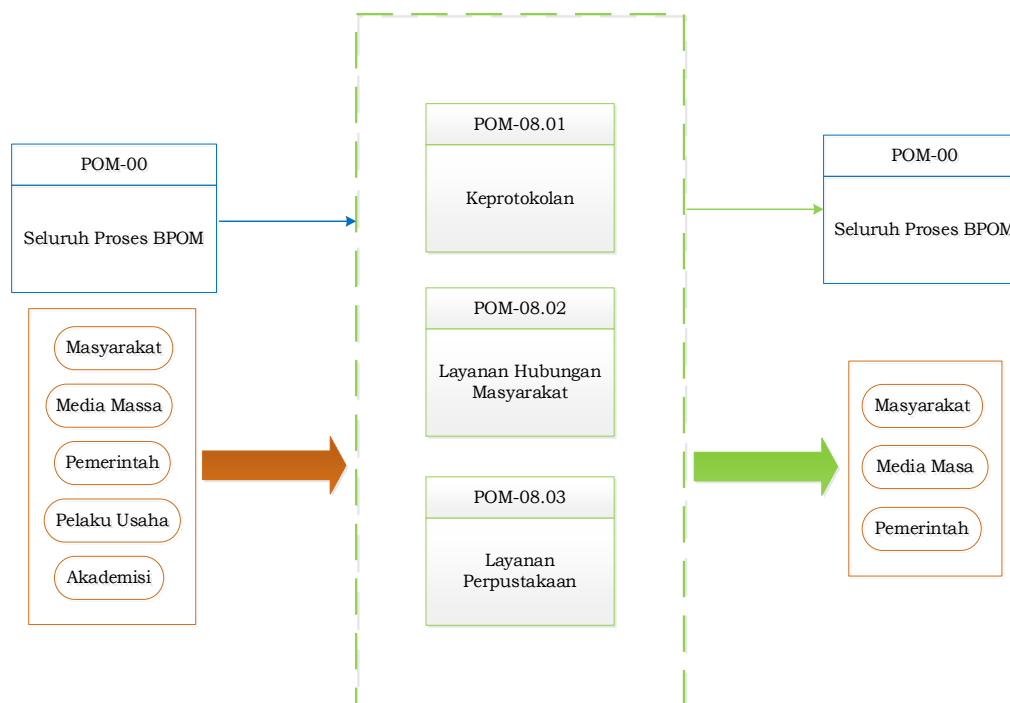 POM-00
Seluruh Proses BPOM
Masyarakat
Media Massa
Pemerintah
Pelaku Usaha
Akademisi
POM-08.01
Keprotokolan
POM-08.02
Layanan Hubungan
Masyarakat
POM-08.03
Layanan
Perpustakaan
POM-00
Seluruh Proses BPOM
Masyarakat
Media Masa
Pemerintah